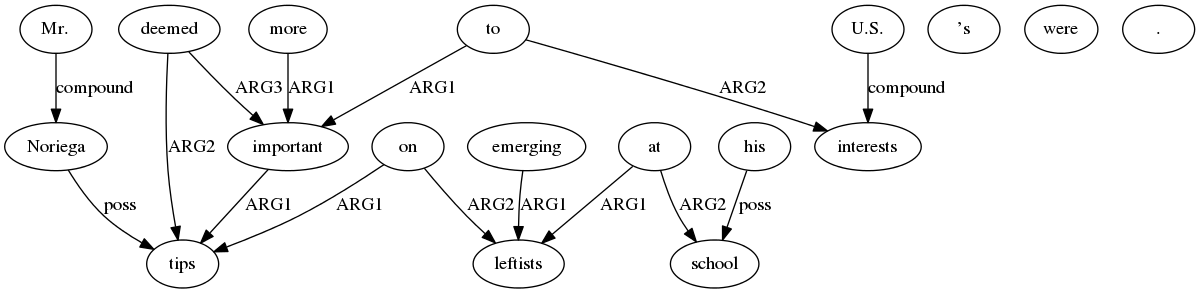 Mr. deemed more to U.S. ’s were .
compound ARG3 ARG1 ARG1 ARG2 compound
Noriega ARG2 important on emerging at his interests
poss ARG1 ARG1 ARG2 ARG1 ARG1 ARG2 poss
tips leftists school